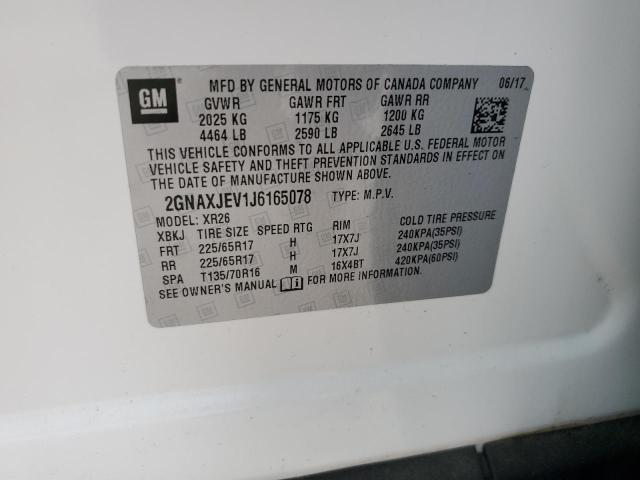 GM
MFD BY GENERAL MOTORS OF CANADA COMPANY 06/17
GVWR GAWR FRT GAWR RR
2025 KG 1175 KG 1200 KG
4464 LB 2590 LB 2645 LB
THIS VEHICLE CONFORMS TO ALL APPLICABLE U.S. FEDERAL MOTOR
VEHICLE SAFETY AND THEFT PREVENTION STANDARDS IN EFFECT ON
THE DATE OF MANUFACTURE SHOWN ABOVE.
2GNAXJEV1J6165078 TYPE: M.P.V.
MODEL: XR26
XBKJ TIRE SIZE SPEED RTG RIM COLD TIRE PRESSURE
FRT 225/65R17 H 17X7J 240KPA(35PSI)
RR 225/65R17 H 17X7J 240KPA(35PSI)
SPA T135/70R16 M 16X4BT 420KPA(60PSI)
SEE OWNER'S MANUAL FOR MORE INFORMATION